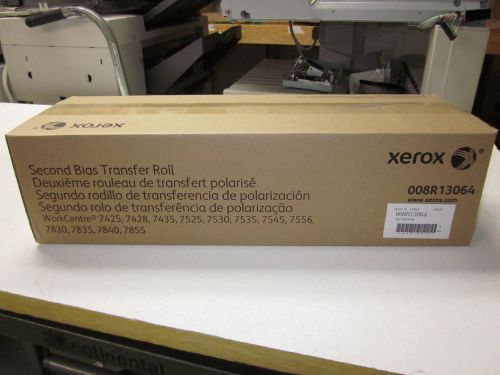 xerox
Second Bias Transfer Roll
Deuxième rouleau de transfert polarisé
Segundo rodillo de transferencia de polarización
Segundo rolo de transferência de polarização
WorkCentre® 7425, 7428, 7435, 7525, 7530, 7535, 7545, 7556,
7830, 7835, 7840, 7855
xerox
008R13064
www.xerox.com
008R13064
Continental